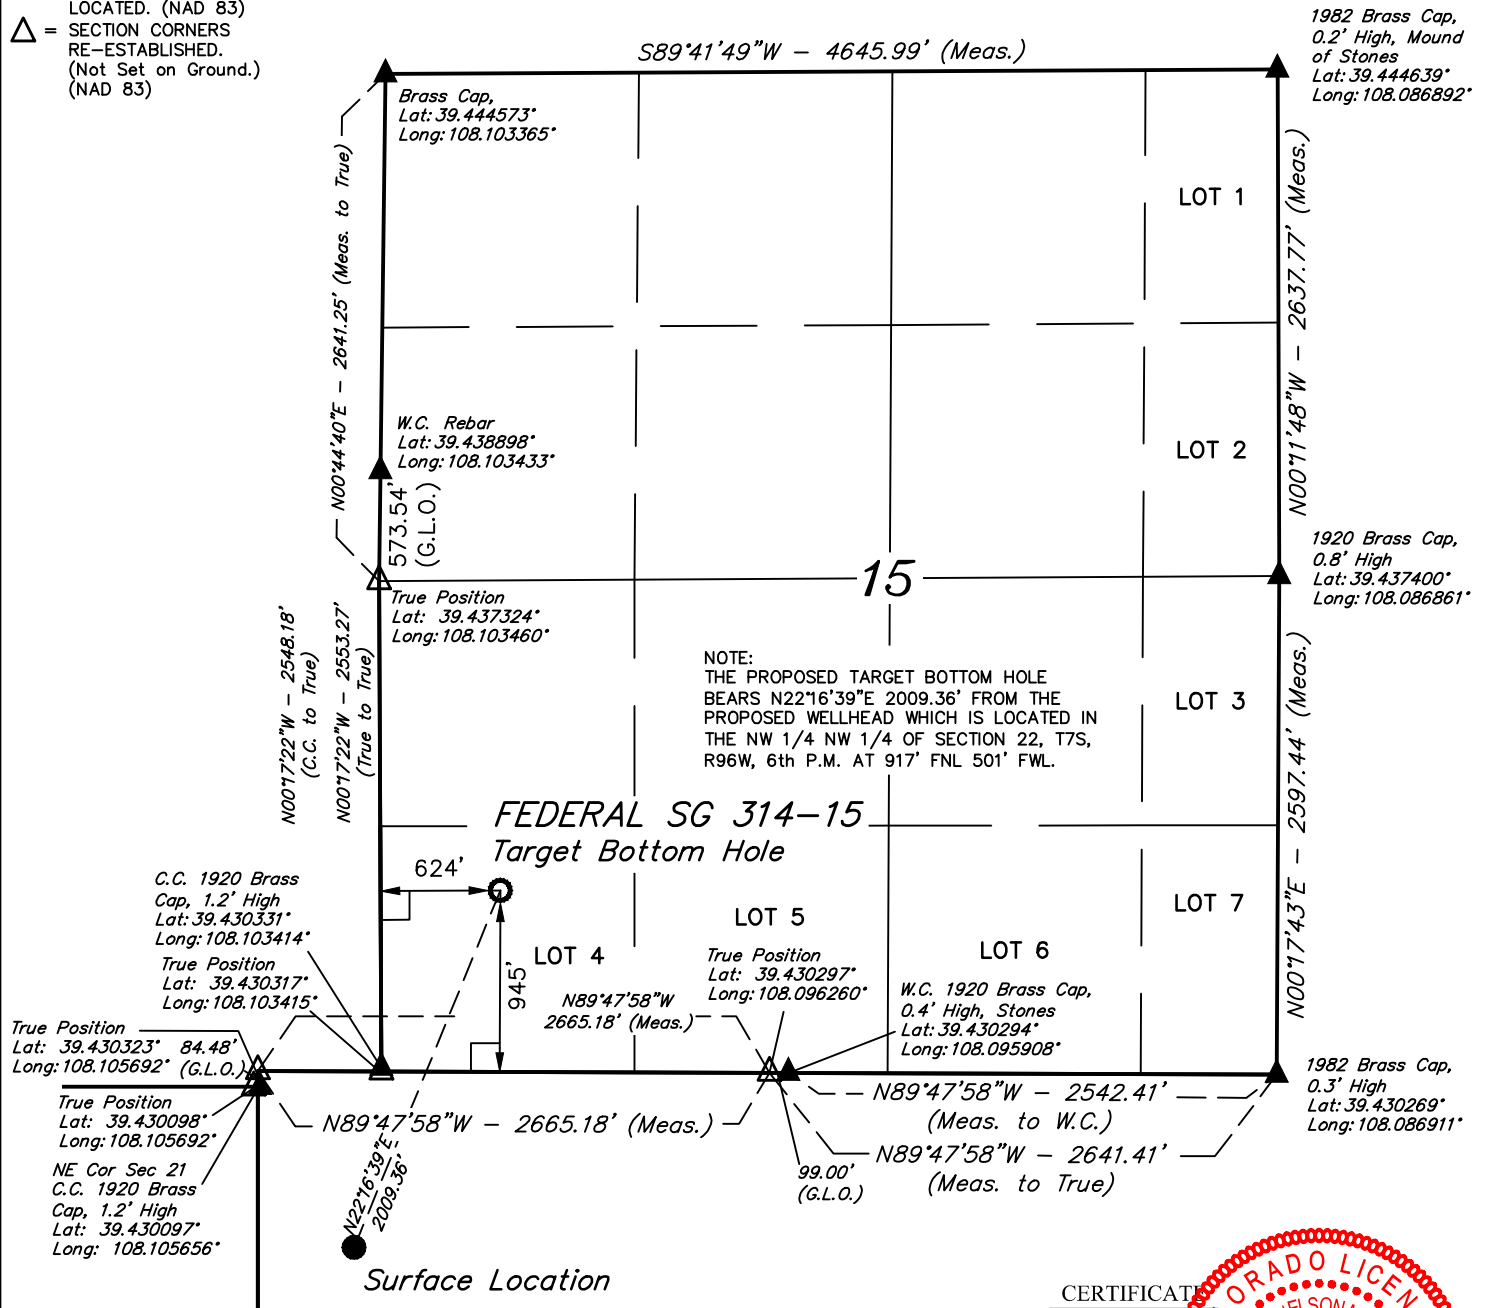 LOCATED. (NAD 83)
= SECTION CORNERS
RE-ESTABLISHED.
(Not Set on Ground.)
(NAD 83)
S89°41'49"W - 4645.99' (Meas.)
1982 Brass Cap,
0.2' High, Mound
of Stones
Lat: 39.444639°
Long: 108.086892°
Brass Cap,
Lat: 39.444573°
Long: 108.103365°
N00°44'40"E - 2641.25' (Meas. to True)
LOT 1
N00°11'48"W - 2637.77' (Meas.)
W.C. Rebar
Lat: 39.438898°
Long: 108.103433°
LOT 2
573.54'
(G.L.O.)
1920 Brass Cap,
0.8' High
Lat: 39.437400°
Long: 108.086861°
15
True Position
Lat: 39.437324°
Long: 108.103460°
N00°17'22"W - 2548.18'
(C.C. to True)
N00°17'22"W - 2553.27'
(True to True)
NOTE:
THE PROPOSED TARGET BOTTOM HOLE
BEARS N22°16'39"E 2009.36' FROM THE
PROPOSED WELLHEAD WHICH IS LOCATED IN
THE NW 1/4 NW 1/4 OF SECTION 22, T7S,
R96W, 6th P.M. AT 917' FNL 501' FWL.
LOT 3
N00°17'43"E - 2597.44' (Meas.)
FEDERAL SG 314-15
Target Bottom Hole
624'
C.C. 1920 Brass
Cap, 1.2' High
Lat: 39.430331°
Long: 108.103414°
LOT 7
LOT 5
LOT 4
LOT 6
945'
True Position
Lat: 39.430317°
Long: 108.103415°
True Position
Lat: 39.430297°
Long: 108.096260°
N89°47'58"W
2665.18' (Meas.)
W.C. 1920 Brass Cap,
0.4' High, Stones
Lat: 39.430294°
Long: 108.095908°
True Position
Lat: 39.430323°
Long: 108.105692°
84.48'
(G.L.O.)
1982 Brass Cap,
0.3' High
Lat: 39.430269°
Long: 108.086911°
True Position
Lat: 39.430098°
Long: 108.105692°
N89°47'58"W - 2665.18' (Meas.)
N89°47'58"W - 2542.41'
(Meas. to W.C.)
N89°47'58"W - 2641.41'
(Meas. to True)
99.00'
(G.L.O.)
NE Cor Sec 21
C.C. 1920 Brass
Cap, 1.2' High
Lat: 39.430097°
Long: 108.105656°
N22°16'39"E
2009.36'
Surface Location
CERTIFICATE
ORADO LICEN